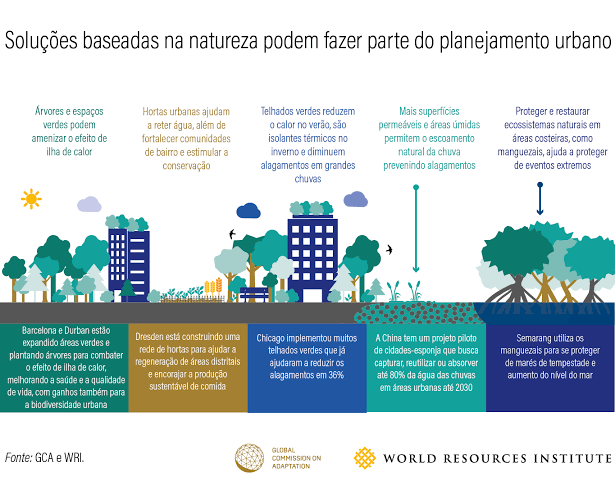 Soluções baseadas na natureza podem fazer parte do planejamento urbano
Árvores e espaços
verdes podem
amenizar o efeito de
ilha de calor
Hortas urbanas ajudam
a reter água, além de
fortalecer comunidades
de bairro e estimular a
conservação
Telhados verdes reduzem
o calor no verão, são
isolantes térmicos no
inverno e diminuem
alagamentos em grandes
chuvas
Mais superfícies
permeáveis e áreas úmidas
permitem o escoamento
natural da chuva
prevenindo alagamentos
Proteger e restaurar
ecossistemas naturais em
áreas costeiras, como
manguezais, ajuda a proteger
de eventos extremos
Barcelona e Durban estão
expandido áreas verdes e
plantando árvores para combater
o efeito de ilha de calor,
melhorando a saúde e a qualidade
de vida, com ganhos também para
a biodiversidade urbana
Dresden está construindo uma
rede de hortas para ajudar a
regeneração de áreas distritais
e encorajar a produção
sustentável de comida
Chicago implementou muitos
telhados verdes que já
ajudaram a reduzir os
alagamentos em 36%
A China tem um projeto piloto
de cidades-esponja que busca
capturar, reutilizar ou absorver
até 80% da água das chuvas
em áreas urbanas até 2030
Semarang utiliza os
manguezais para se proteger
de marés de tempestade e
aumento do nível do mar
Fonte: GCA e WRI.
GLOBAL
COMMISSION ON
ADAPTATION
WORLD RESOURCES INSTITUTE